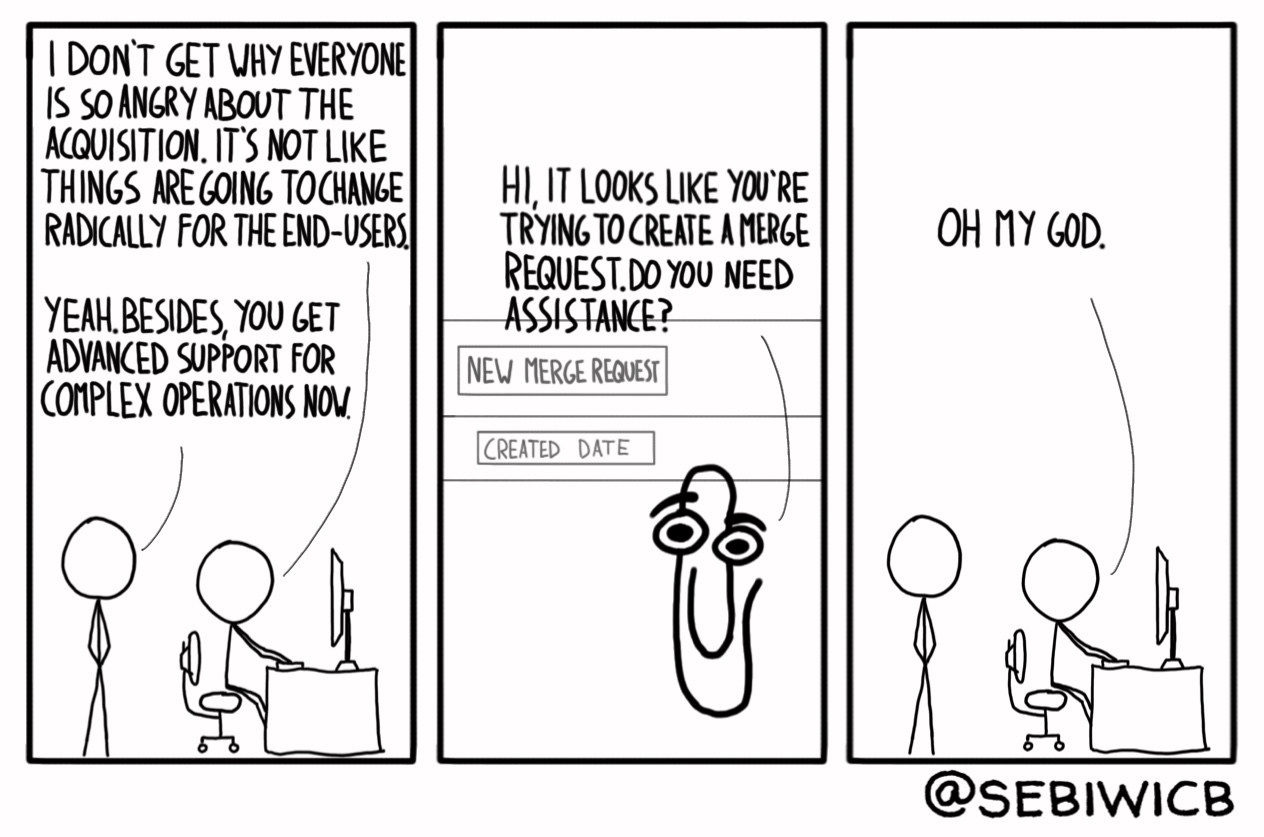 I DON'T GET WHY EVERYONE
IS SO ANGRY ABOUT THE
ACQUISITION. IT'S NOT LIKE
THINGS ARE GOING TO CHANGE
RADICALLY FOR THE END-USERS.
YEAH. BESIDES, YOU GET
ADVANCED SUPPORT FOR
COMPLEX OPERATIONS NOW.
HI, IT LOOKS LIKE YOU'RE
TRYING TO CREATE A MERGE
REQUEST. DO YOU NEED
ASSISTANCE?
NEW MERGE REQUEST
CREATED DATE
OH MY GOD.
@SEBIWICB